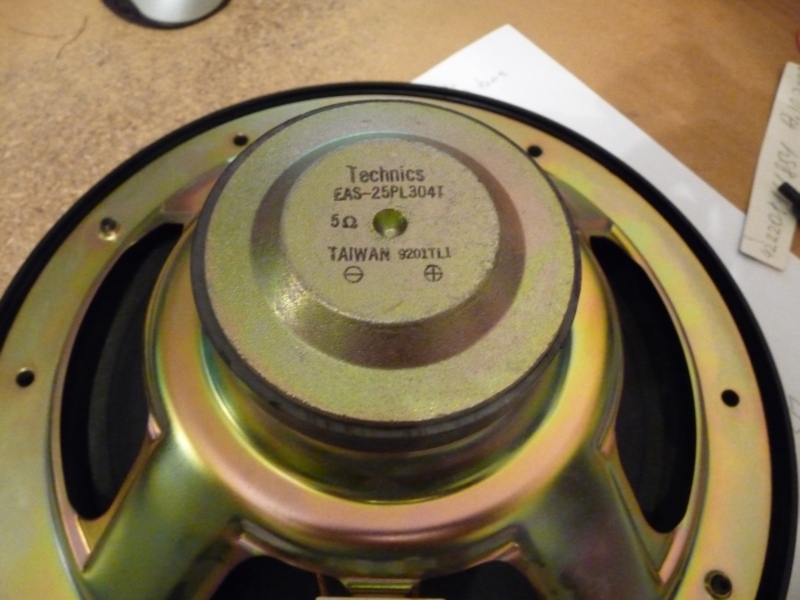 Technics
EAS-25PL304T
5Ω
TAIWAN 9201TL1
⊖ ⊕